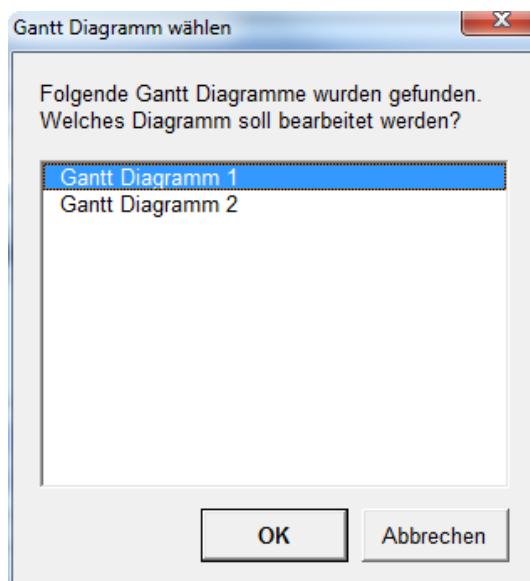 Gantt Diagramm wählen
Folgende Gantt Diagramme wurden gefunden.
Welches Diagramm soll bearbeitet werden?
Gantt Diagramm 1
Gantt Diagramm 2
OK
Abbrechen